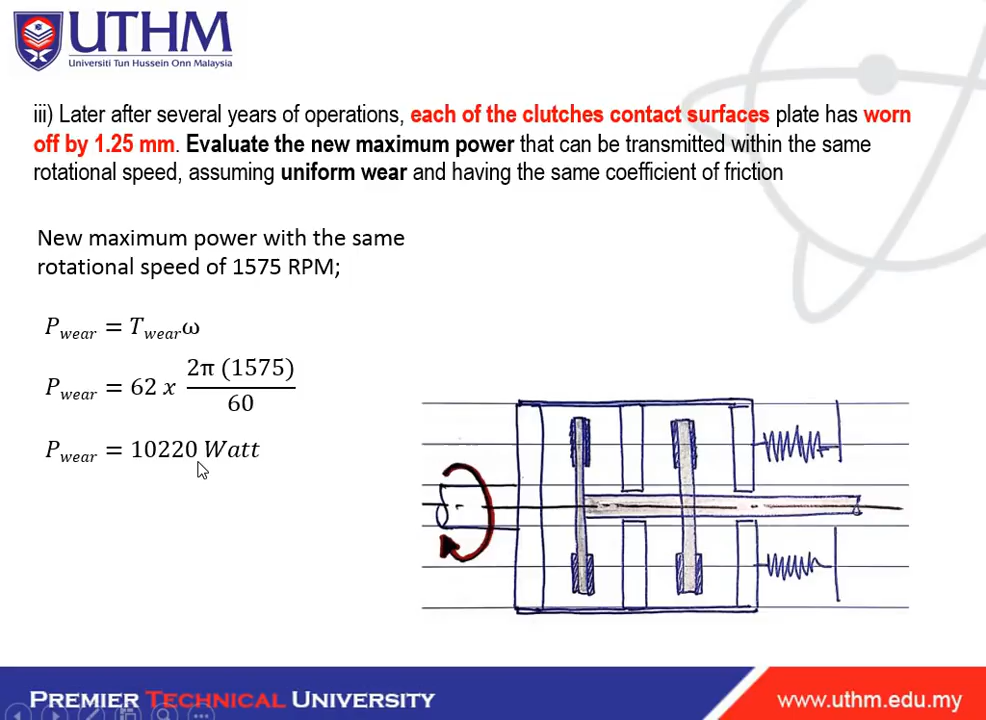 UTHM
Universiti Tun Hussein Onn Malaysia
iii) Later after several years of operations, each of the clutches contact surfaces plate has worn
off by 1.25 mm. Evaluate the new maximum power that can be transmitted within the same
rotational speed, assuming uniform wear and having the same coefficient of friction
New maximum power with the same
rotational speed of 1575 RPM;
P_wear = T_wear ω
P_wear = 62 x 2π (1575)
60
P_wear = 10220 Watt
PREMIER TECHNICAL UNIVERSITY
www.uthm.edu.my